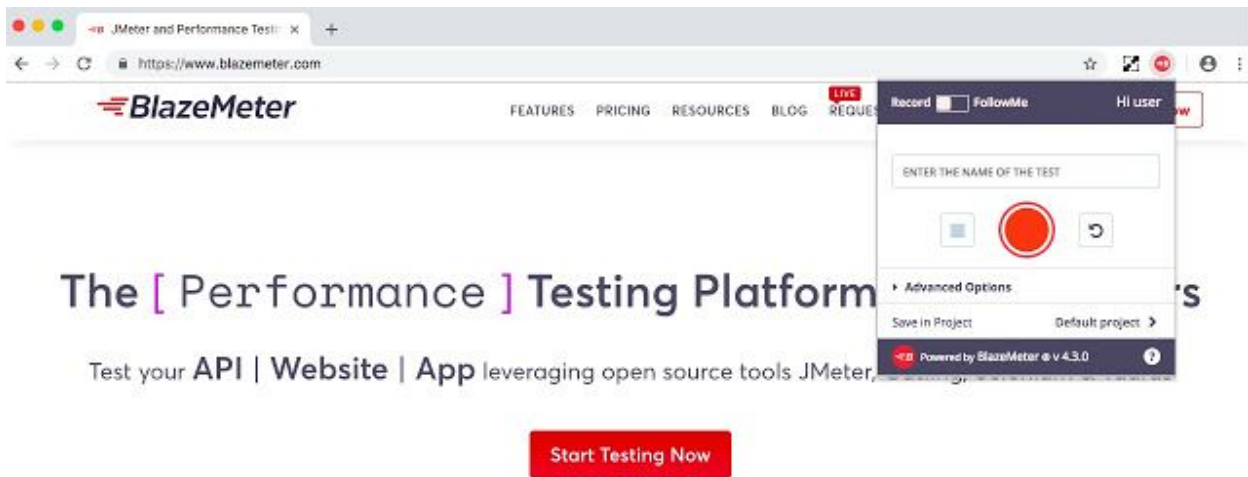 JMeter and Performance Testi
https://www.blazemeter.com
BlazeMeter
FEATURES PRICING RESOURCES BLOG LIVE REQUES
Record FollowMe Hi user
ENTER THE NAME OF THE TEST
The [ Performance ] Testing Platform
Advanced Options
Save in Project Default project
Powered by BlazeMeter v 4.3.0
Test your API | Website | App leveraging open source tools JMeter,
Start Testing Now